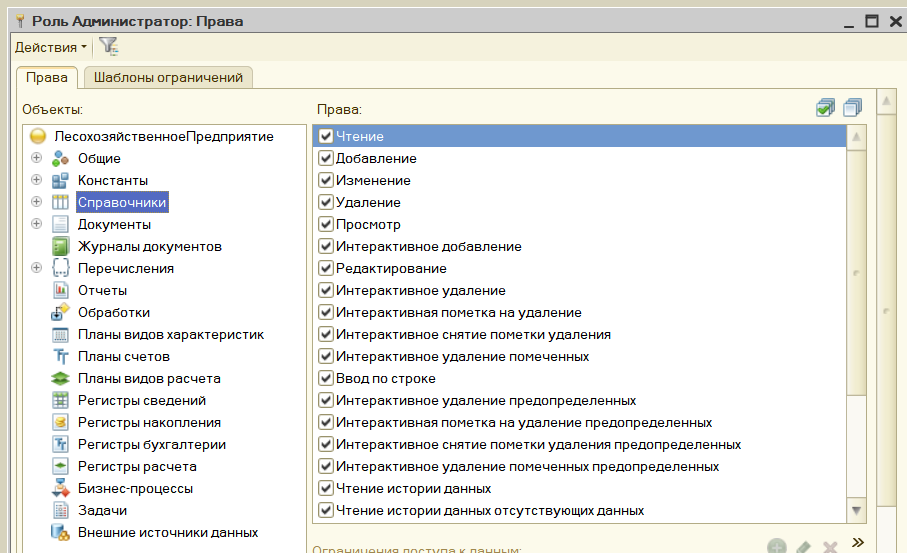 Роль Администратор: Права
Действия
Права
Шаблоны ограничений
Объекты:
ЛесохозяйственноеПредприятие
Общие
Константы
Справочники
Документы
Журналы документов
Перечисления
Отчеты
Обработки
Планы видов характеристик
Планы счетов
Планы видов расчета
Регистры сведений
Регистры накопления
Регистры бухгалтерии
Регистры расчета
Бизнес-процессы
Задачи
Внешние источники данных
Права:
Чтение
Добавление
Изменение
Удаление
Просмотр
Интерактивное добавление
Редактирование
Интерактивное удаление
Интерактивная пометка на удаление
Интерактивное снятие пометки удаления
Интерактивное удаление помеченных
Ввод по строке
Интерактивное удаление предопределенных
Интерактивная пометка на удаление предопределенных
Интерактивное снятие пометки удаления предопределенных
Интерактивное удаление помеченных предопределенных
Чтение истории данных
Чтение истории данных отсутствующих данных
Ограничения доступа к данным: